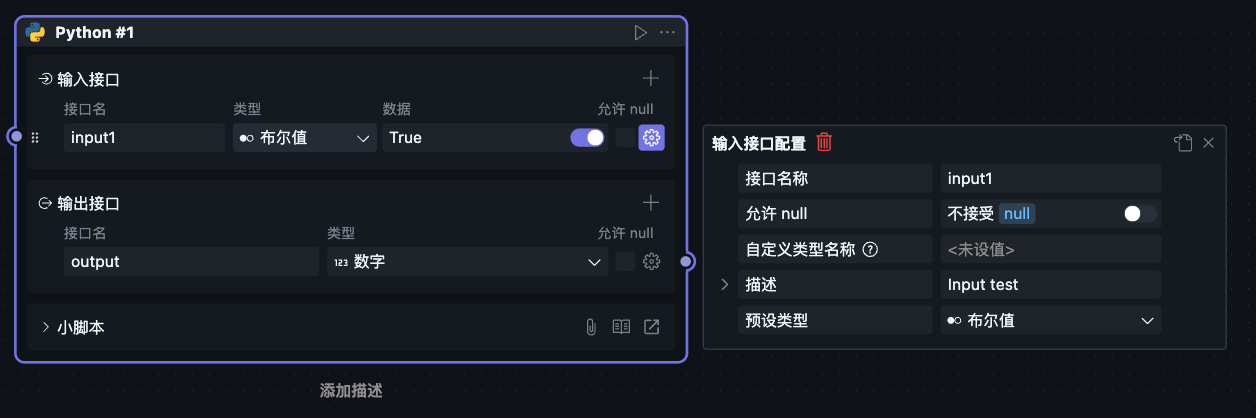 Python #1
输入接口
接口名 类型 数据 允许 null
input1 布尔值 True
输出接口
接口名 类型 允许 null
output 123 数字
小脚本
添加描述
输入接口配置
接口名称 input1
允许 null 不接受 null
自定义类型名称 <未设值>
描述 Input test
预设类型 布尔值